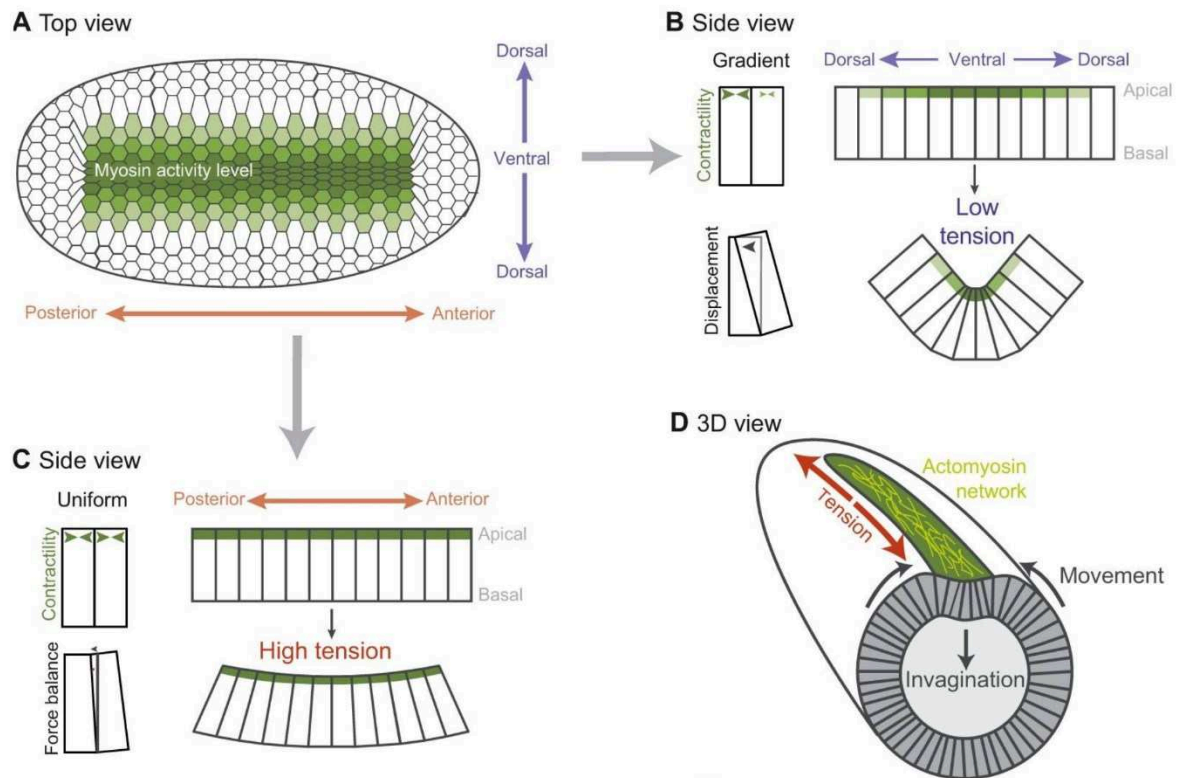 A Top view
Dorsal
Myosin activity level
Ventral
Dorsal
Posterior
Anterior
B Side view
Gradient
Dorsal
Ventral
Dorsal
Contractility
Apical
Basal
Low
tension
Displacement
C Side view
Uniform
Posterior
Anterior
Contractility
Apical
Basal
High tension
Force balance
D 3D view
Actomyosin
network
Tension
Movement
Invagination